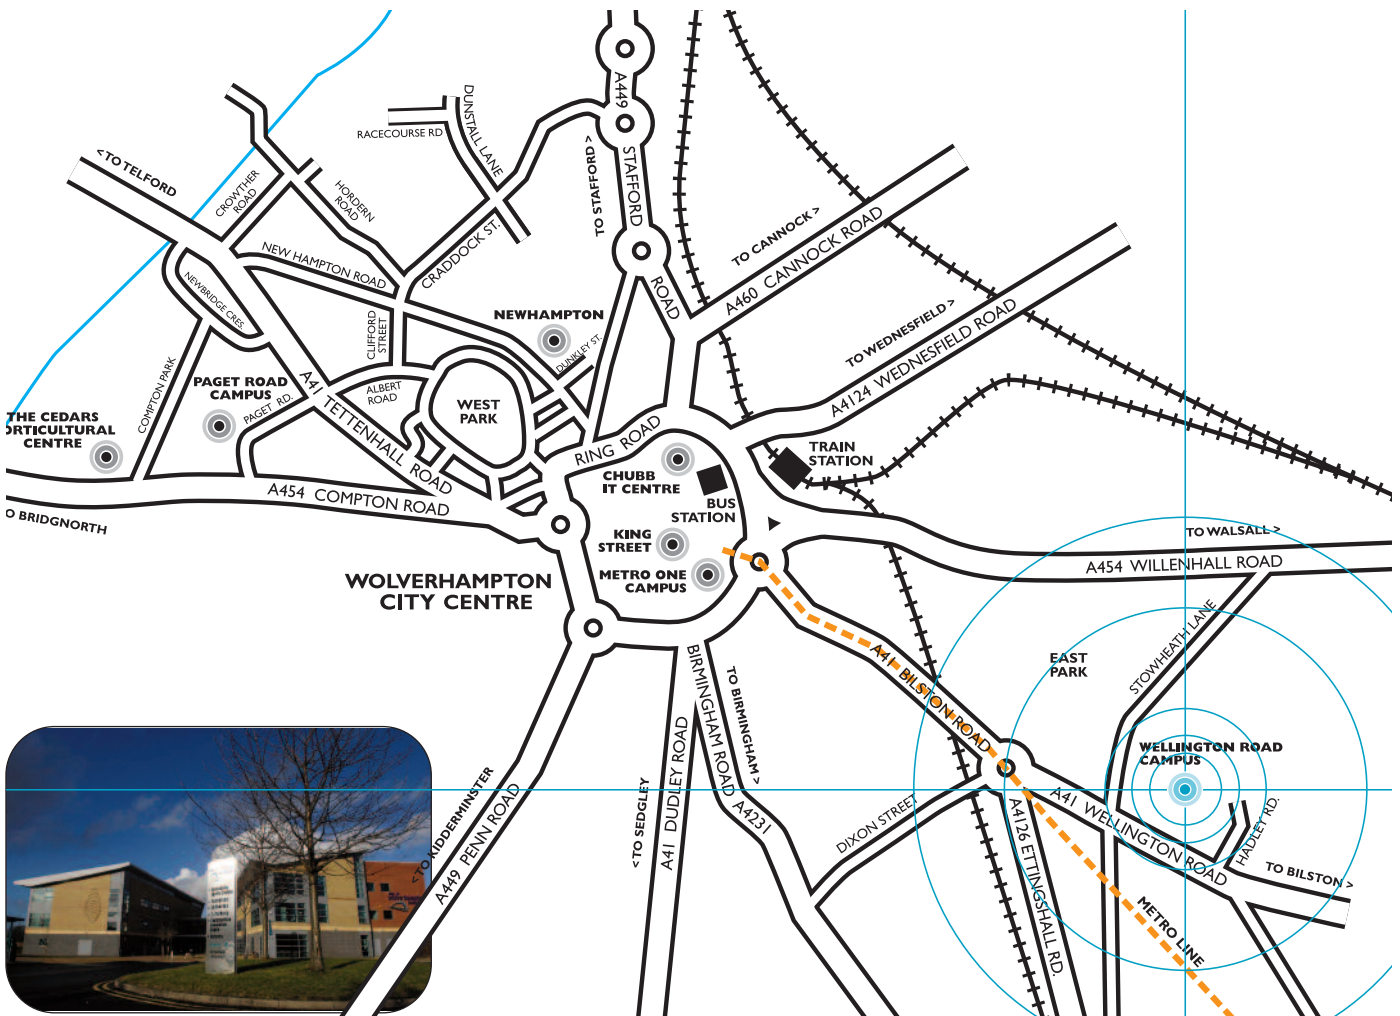 A449
DUNSTALL LANE
RACECOURSE RD
< TO TELFORD
CROWTHER
ROAD
HORDERN
ROAD
TO STAFFORD >
STAFFORD
ROAD
CRADDOCK ST.
TO CANNOCK >
A460 CANNOCK ROAD
NEW HAMPTON ROAD
NEWBRIDGE CRES.
CLIFFORD
STREET
NEWHAMPTON
DUNKLEY ST.
TO WEDNESFIELD >
A4124 WEDNESFIELD ROAD
COMPTON PARK
PAGET ROAD
CAMPUS
PAGET RD.
ALBERT
ROAD
WEST
PARK
A41 TETTENHALL ROAD
THE CEDARS
ORTICULTURAL
CENTRE
RING ROAD
TRAIN
STATION
CHUBB
IT CENTRE
BUS
STATION
A454 COMPTON ROAD
O BRIDGNORTH
KING
STREET
METRO ONE
CAMPUS
TO WALSALL >
A454 WILLENHALL ROAD
WOLVERHAMPTON
CITY CENTRE
STOWHEATH LANE
EAST
PARK
A41 BILSTON ROAD
BIRMINGHAM ROAD A4231
TO BIRMINGHAM >
WELLINGTON ROAD
CAMPUS
A41 WELLINGTON ROAD
HADLEY RD.
TO BILSTON >
DIXON STREET
A4126 ETTINGSHALL RD.
METRO LINE
< TO SEDGLEY
A41 DUDLEY ROAD
< TO KIDDERMINSTER
A449 PENN ROAD